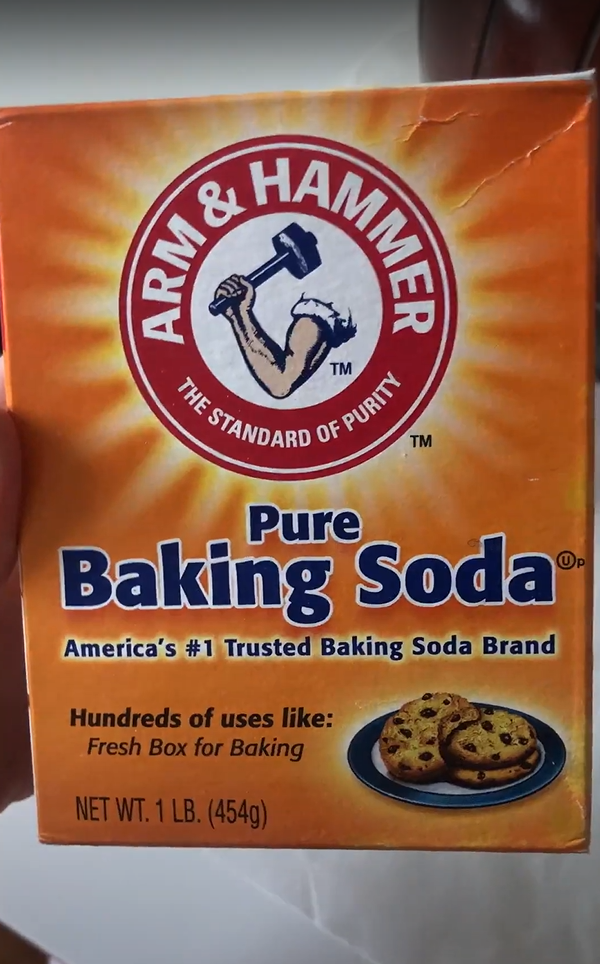 ARM & HAMMER
TM
THE STANDARD OF PURITY
TM
Pure
Baking Soda ⓊP
America's #1 Trusted Baking Soda Brand
Hundreds of uses like:
Fresh Box for Baking
NET WT. 1 LB. (454g)